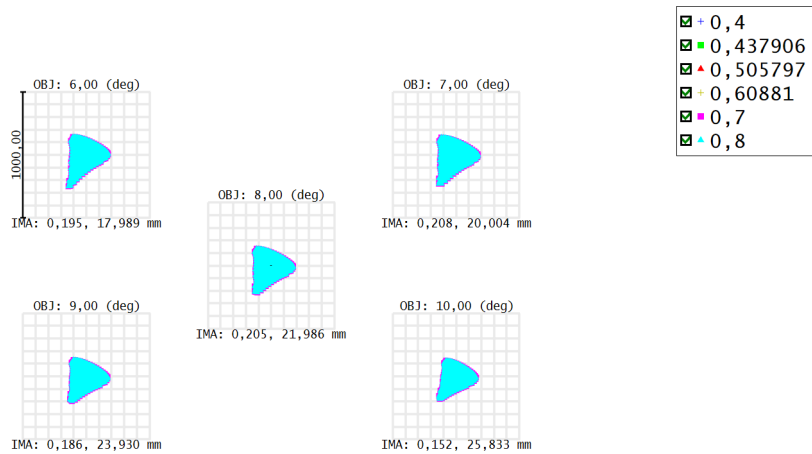 OBJ: 6,00 (deg)
1000,00
IMA: 0,195, 17,989 mm
OBJ: 7,00 (deg)
IMA: 0,208, 20,004 mm
OBJ: 8,00 (deg)
IMA: 0,205, 21,986 mm
OBJ: 9,00 (deg)
IMA: 0,186, 23,930 mm
OBJ: 10,00 (deg)
IMA: 0,152, 25,833 mm
0,4
0,437906
0,505797
0,60881
0,7
0,8